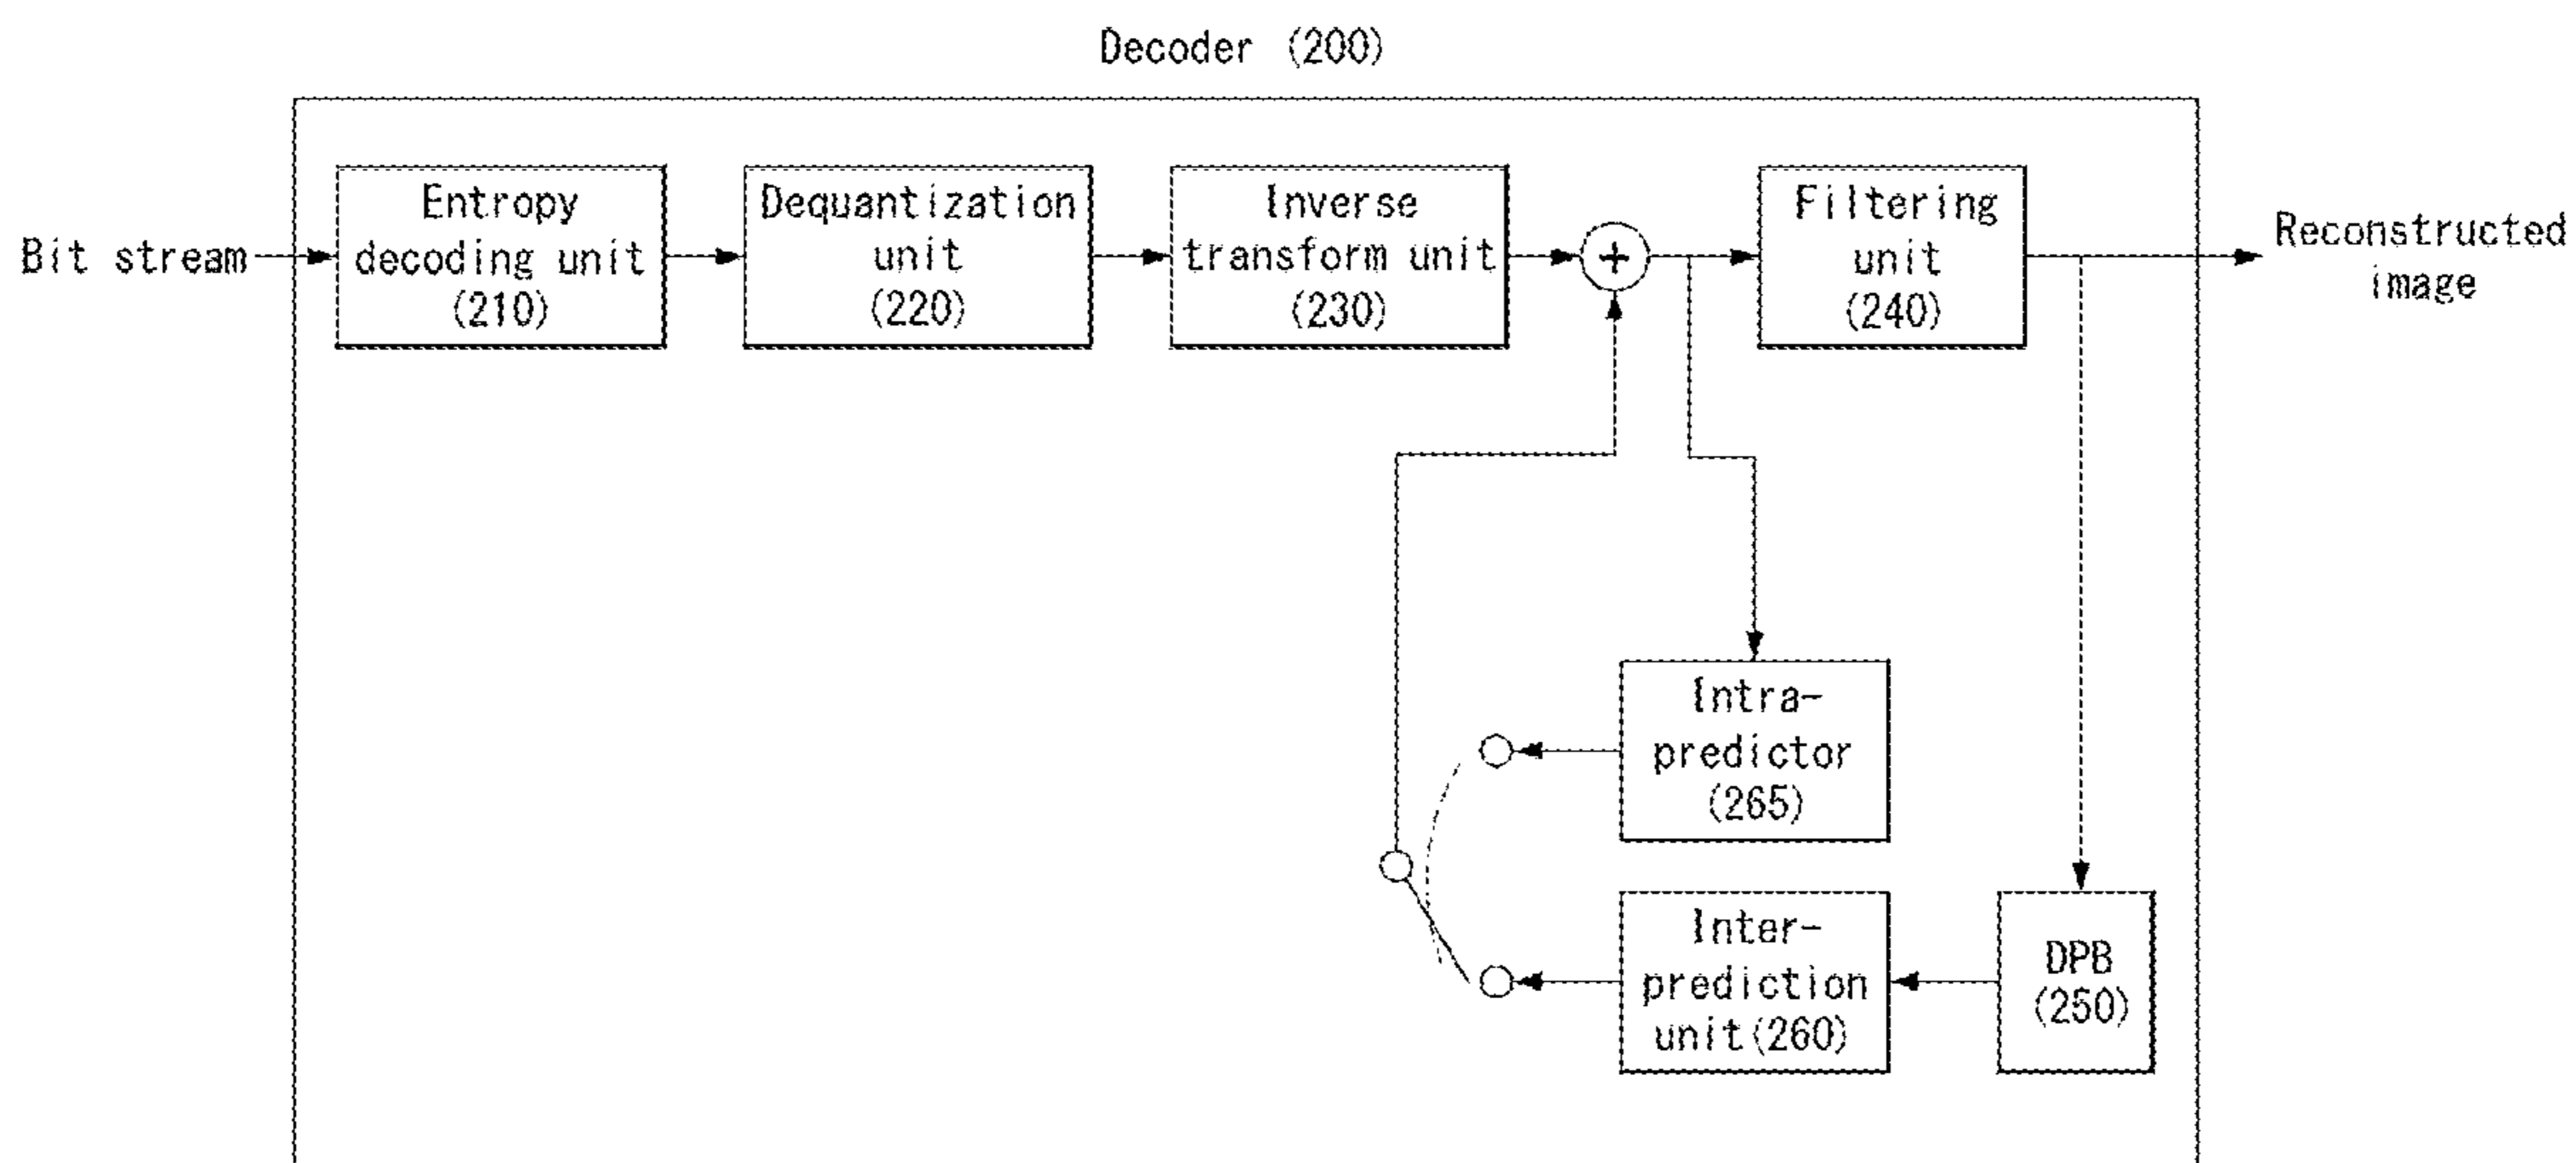 Decoder (200)
Bit stream
Entropy
decoding unit
(210)
Dequantization
unit
(220)
Inverse
transform unit
(230)
+
Filtering
unit
(240)
Reconstructed
image
Intra-
predictor
(265)
Inter-
prediction
unit(260)
DPB
(250)